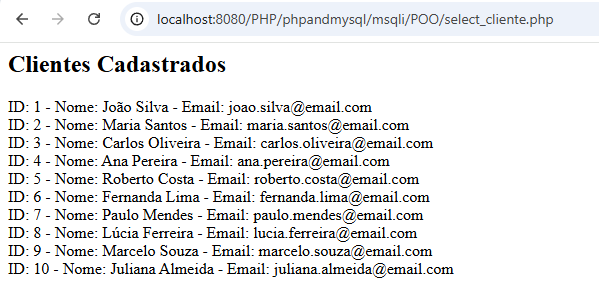 localhost:8080/PHP/phpandmysql/msqli/POO/select_cliente.php
Clientes Cadastrados
ID: 1 - Nome: João Silva - Email: joao.silva@email.com
ID: 2 - Nome: Maria Santos - Email: maria.santos@email.com
ID: 3 - Nome: Carlos Oliveira - Email: carlos.oliveira@email.com
ID: 4 - Nome: Ana Pereira - Email: ana.pereira@email.com
ID: 5 - Nome: Roberto Costa - Email: roberto.costa@email.com
ID: 6 - Nome: Fernanda Lima - Email: fernanda.lima@email.com
ID: 7 - Nome: Paulo Mendes - Email: paulo.mendes@email.com
ID: 8 - Nome: Lúcia Ferreira - Email: lucia.ferreira@email.com
ID: 9 - Nome: Marcelo Souza - Email: marcelo.souza@email.com
ID: 10 - Nome: Juliana Almeida - Email: juliana.almeida@email.com